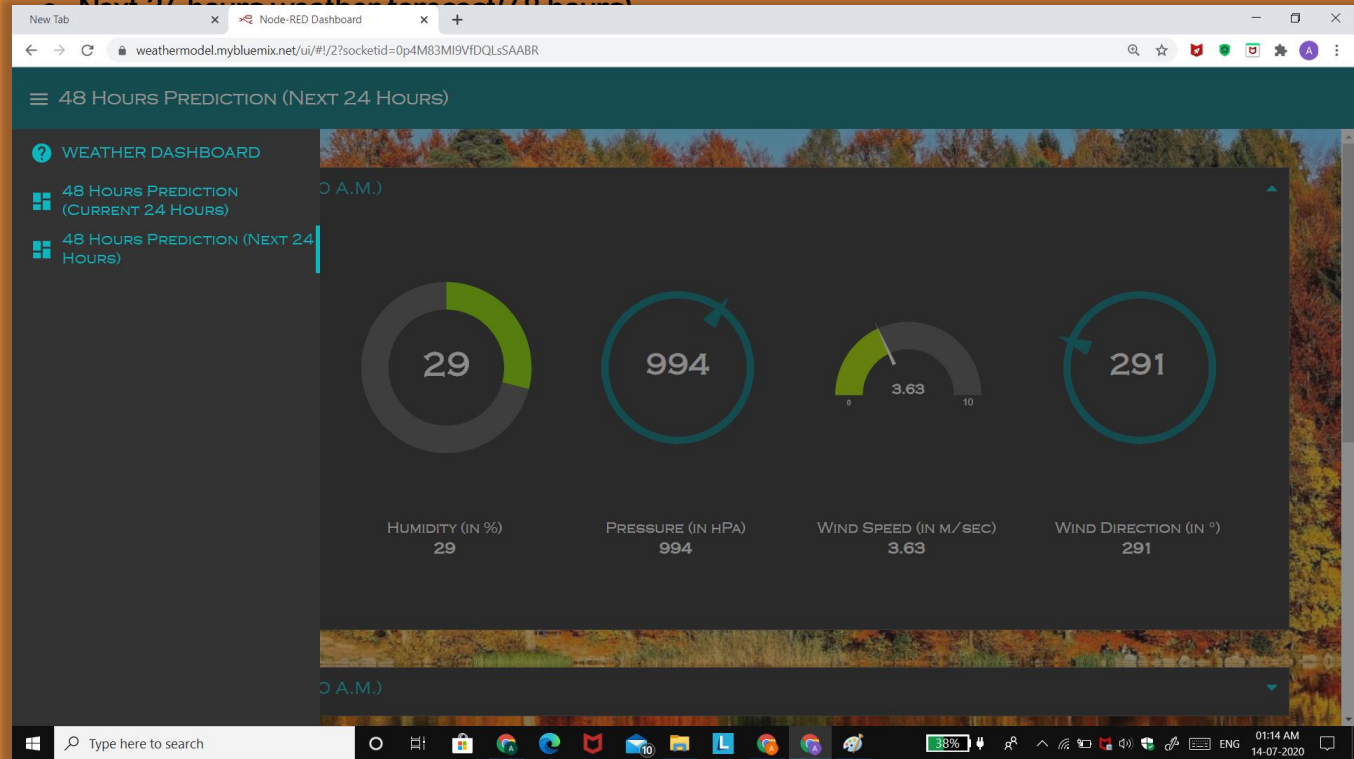 New Tab
Node-RED Dashboard
weathermodel.mybluemix.net/ui/#!/2?socketid=0p4M83MI9VfDQLsSAABR
A
48 Hours Prediction (Next 24 Hours)
WEATHER DASHBOARD
48 Hours Prediction
(Current 24 Hours)
48 Hours Prediction (Next 24
Hours)
A.M.)
29
994
3.63
0
10
291
Humidity (in %)
29
Pressure (in hPa)
994
Wind Speed (in m/sec)
3.63
Wind Direction (in °)
291
A.M.)
Type here to search
10
L
38%
ENG
01:14 AM
14-07-2020